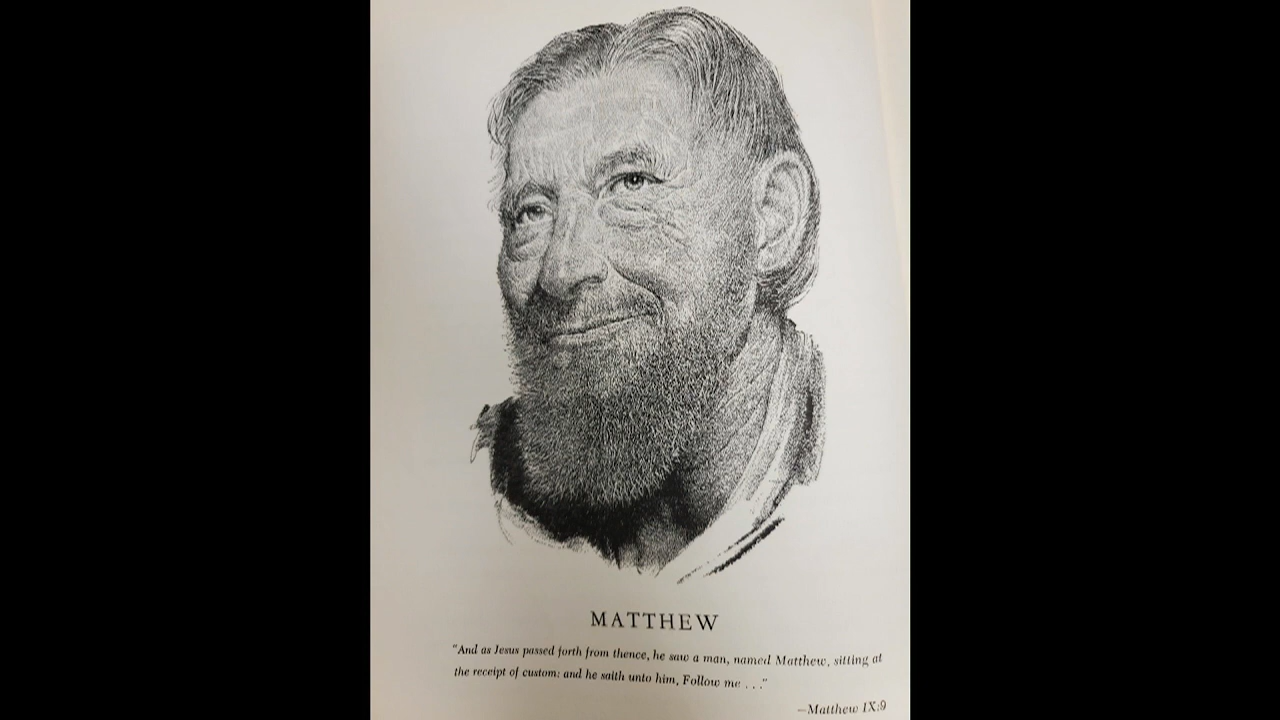 MATTHEW
"And as Jesus passed forth from thence, he saw a man, named Matthew, sitting at
the receipt of custom: and he saith unto him, Follow me . . ."
—Matthew IX:9